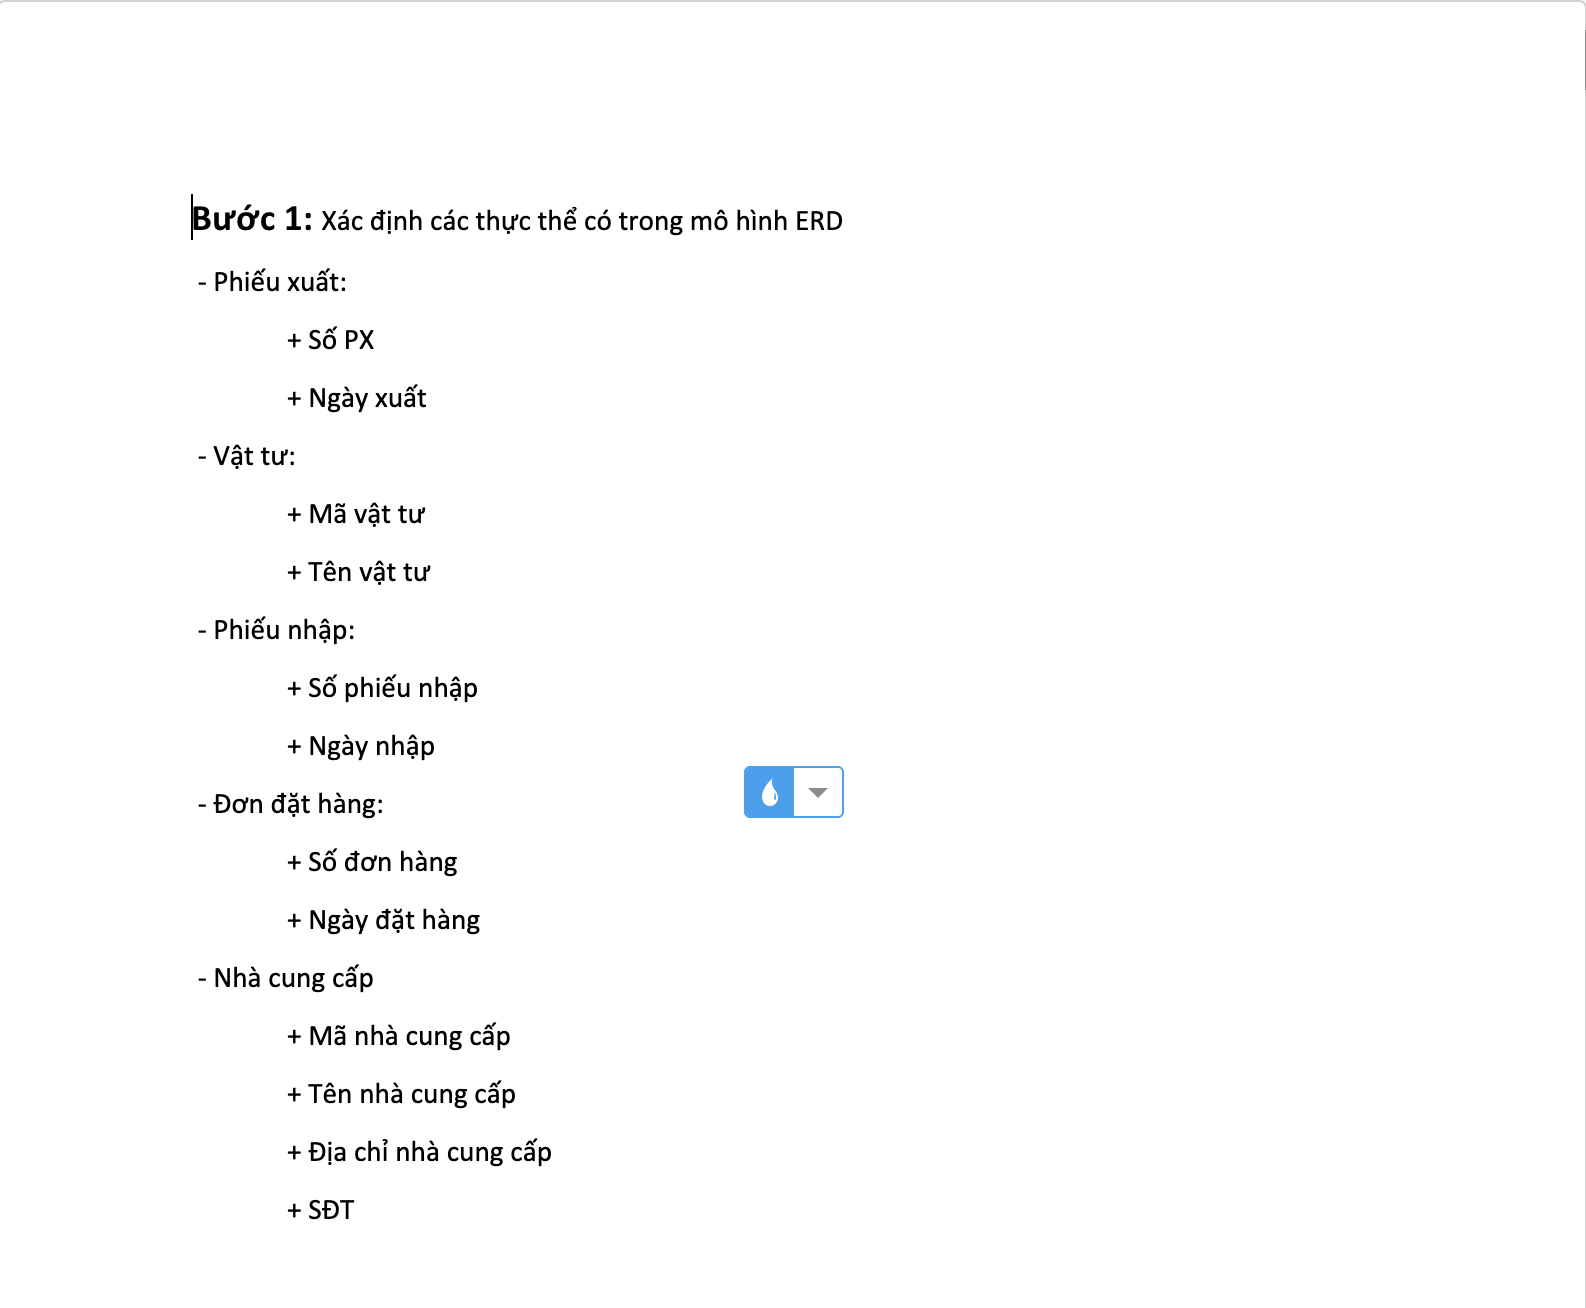 Bước 1: Xác định các thực thể có trong mô hình ERD
- Phiếu xuất:
+ Số PX
+ Ngày xuất
- Vật tư:
+ Mã vật tư
+ Tên vật tư
- Phiếu nhập:
+ Số phiếu nhập
+ Ngày nhập
- Đơn đặt hàng:
+ Số đơn hàng
+ Ngày đặt hàng
- Nhà cung cấp
+ Mã nhà cung cấp
+ Tên nhà cung cấp
+ Địa chỉ nhà cung cấp
+ SĐT